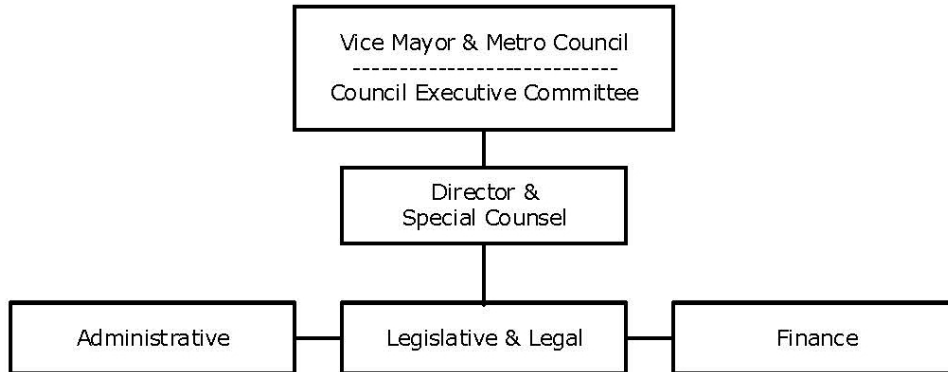 Vice Mayor & Metro Council
----------------------------
Council Executive Committee
Director &
Special Counsel
Administrative
Legislative & Legal
Finance